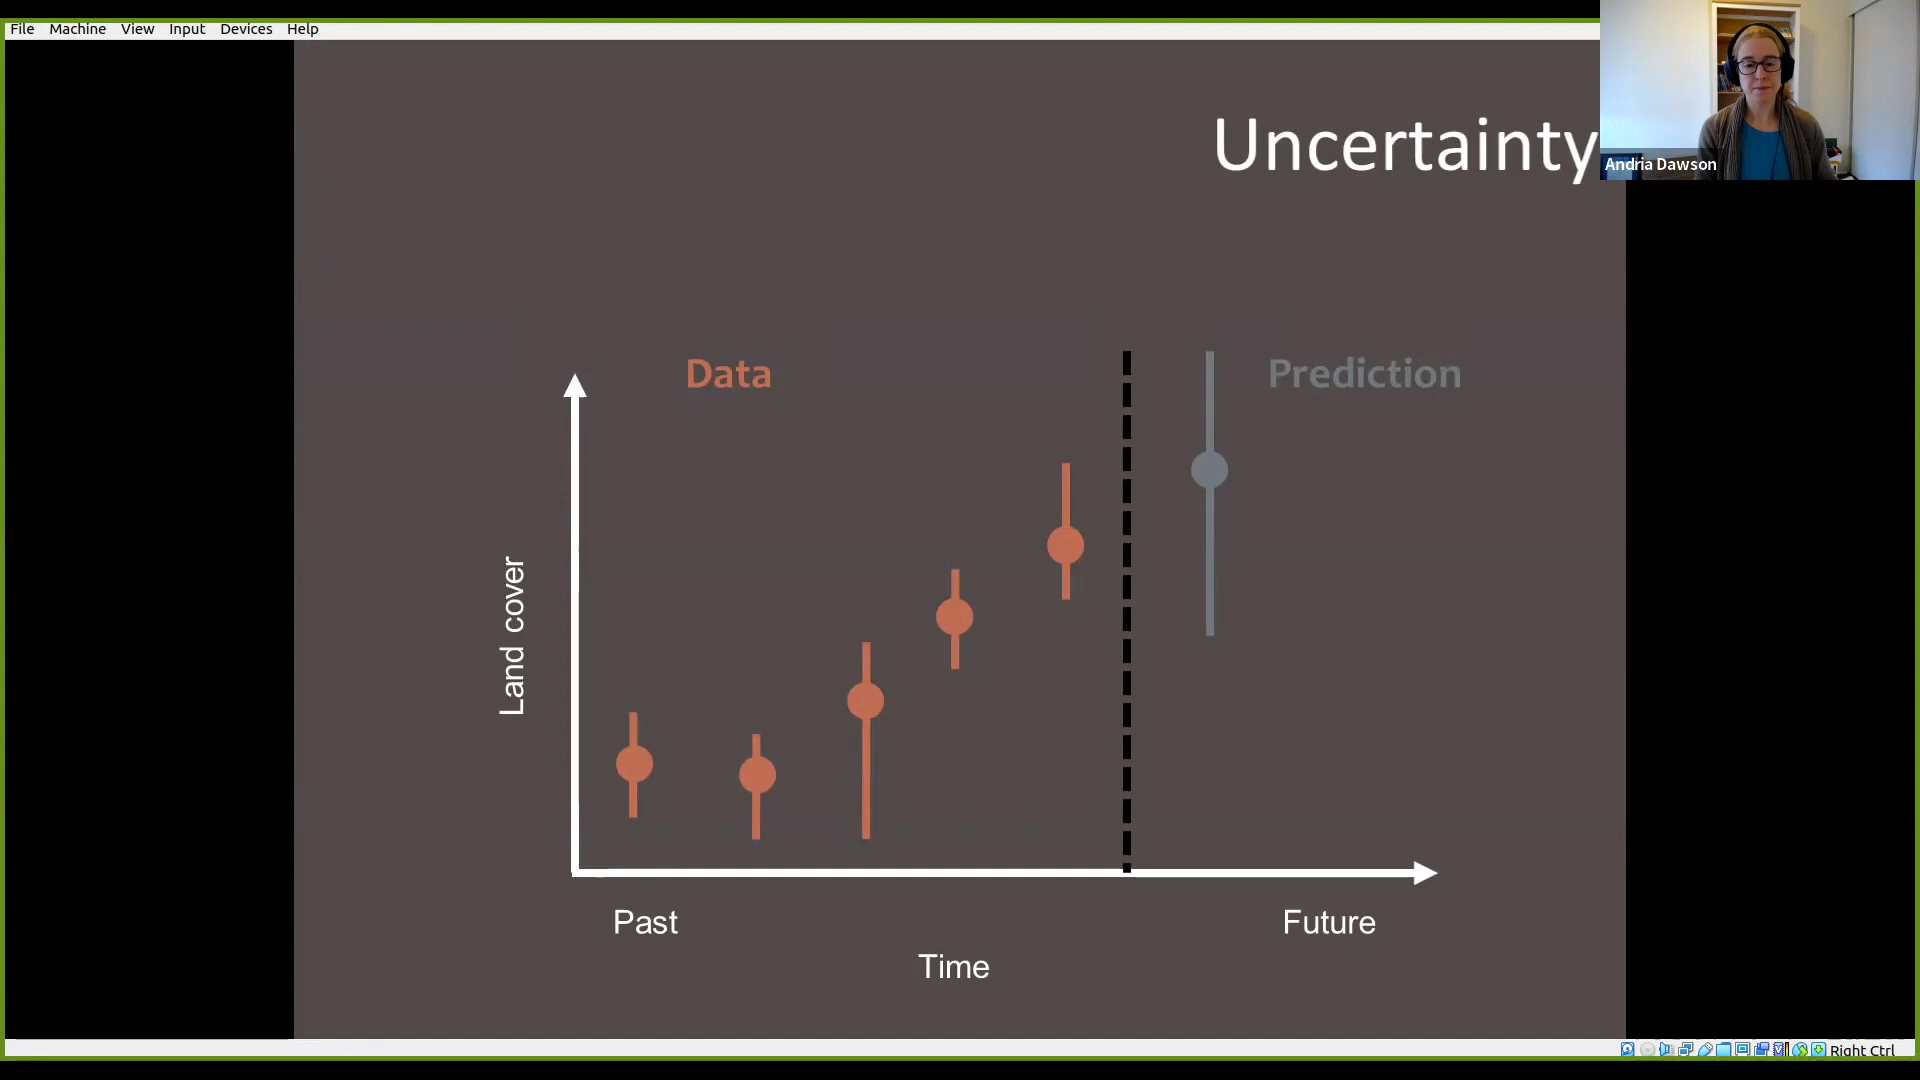 File Machine View Input Devices Help
Uncertainty
Andria Dawson
Data
Prediction
Land cover
Past
Future
Time
Right Ctrl